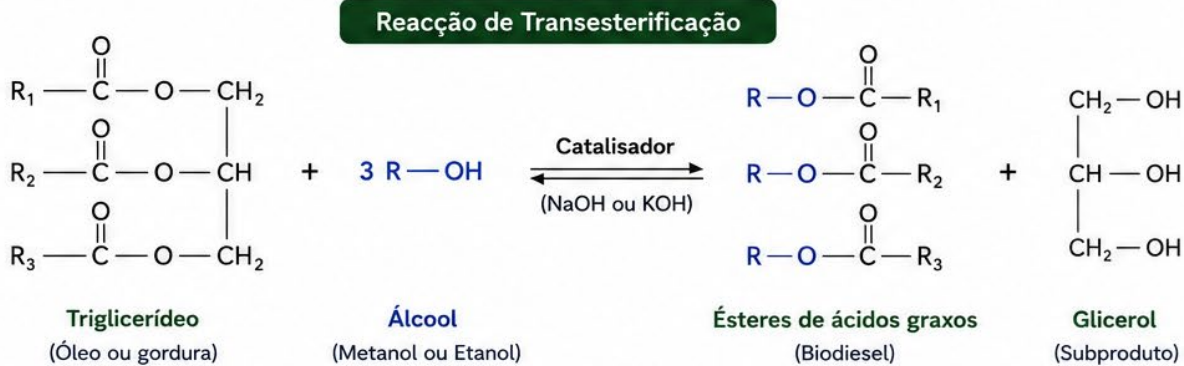 Reacção de Transesterificação
O
R₁ — C — O — CH₂
O
R₂ — C — O — CH
O
R₃ — C — O — CH₂
+
3 R — OH
Catalisador
(NaOH ou KOH)
O
R — O — C — R₁
O
R — O — C — R₂
O
R — O — C — R₃
+
CH₂ — OH
CH — OH
CH₂ — OH
Triglicerídeo
(Óleo ou gordura)
Álcool
(Metanol ou Etanol)
Ésteres de ácidos graxos
(Biodiesel)
Glicerol
(Subproduto)